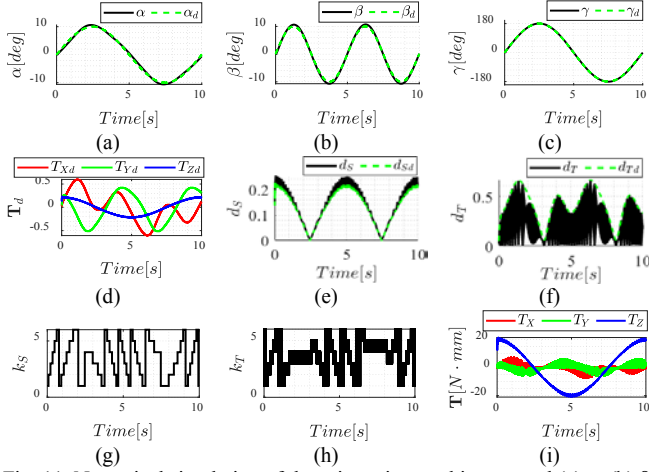 α α_d
10
0
-10
α [deg]
0 5 10
Time[s]
(a)
β β_d
10
0
-10
β [deg]
0 5 10
Time[s]
(b)
γ γ_d
180
0
-180
γ [deg]
0 5 10
Time[s]
(c)
T_Xd T_Yd T_Zd
0.5
0
-0.5
T_d
0 5 10
Time[s]
(d)
d_S d_Sd
0.2
0.1
0
d_S
0 5 10
Time[s]
(e)
d_T d_Td
0.5
0
d_T
0 5 10
Time[s]
(f)
5
0
k_S
0 5 10
Time[s]
(g)
5
0
k_T
0 5 10
Time[s]
(h)
T_X T_Y T_Z
20
0
-20
T[N · mm]
0 5 10
Time[s]
(i)